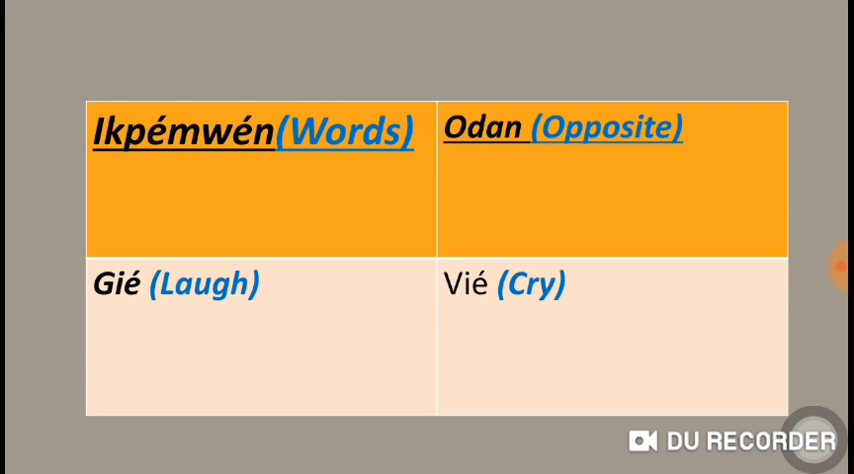 Ikpémwén(Words)
Odan (Opposite)
Gié (Laugh)
Vié (Cry)
DU RECORDER